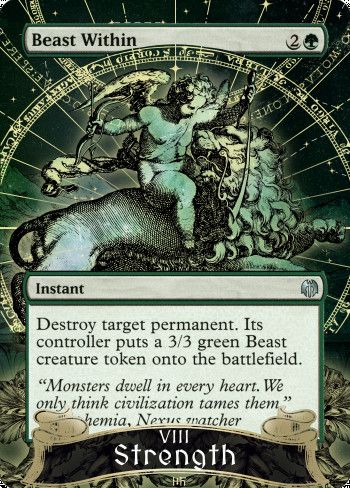 Beast Within 2
Instant
Destroy target permanent. Its
controller puts a 3/3 green Beast
creature token onto the battlefield.
“Monsters dwell in every heart. We
only think civilization tames them.”
hemia, Nexus watcher
VIII
Strength